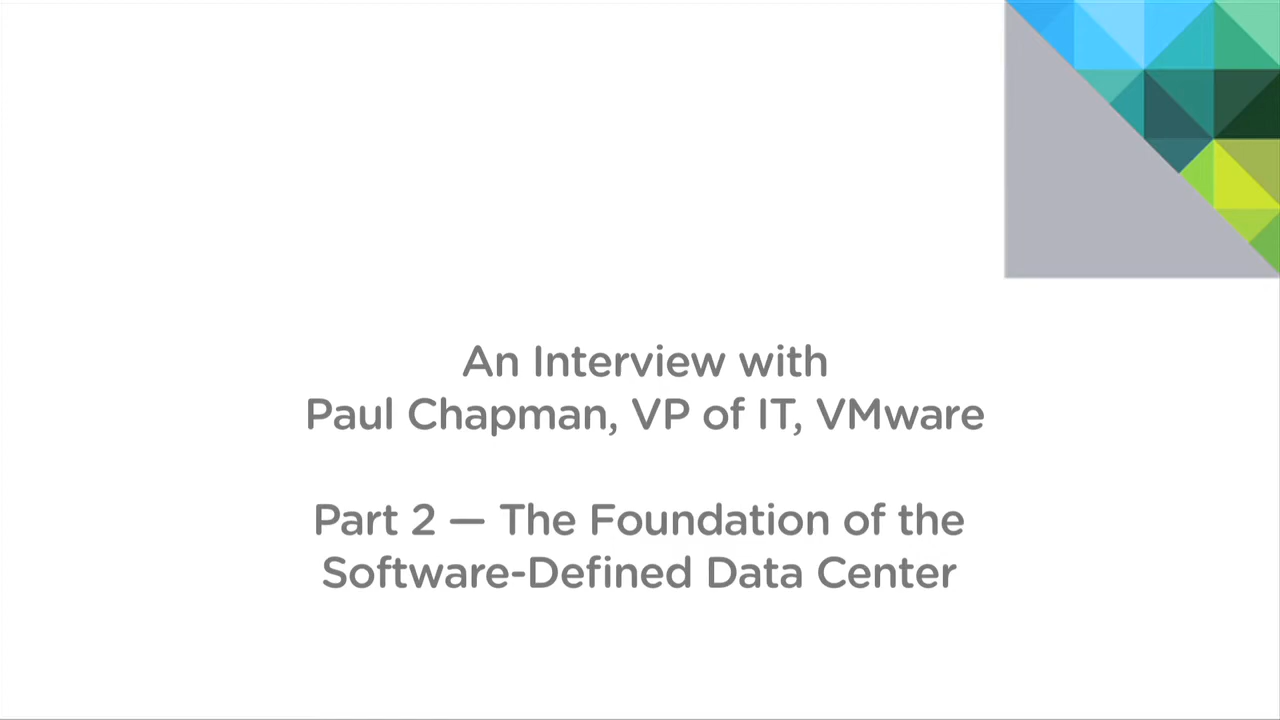 An Interview with
Paul Chapman, VP of IT, VMware
Part 2 — The Foundation of the
Software-Defined Data Center